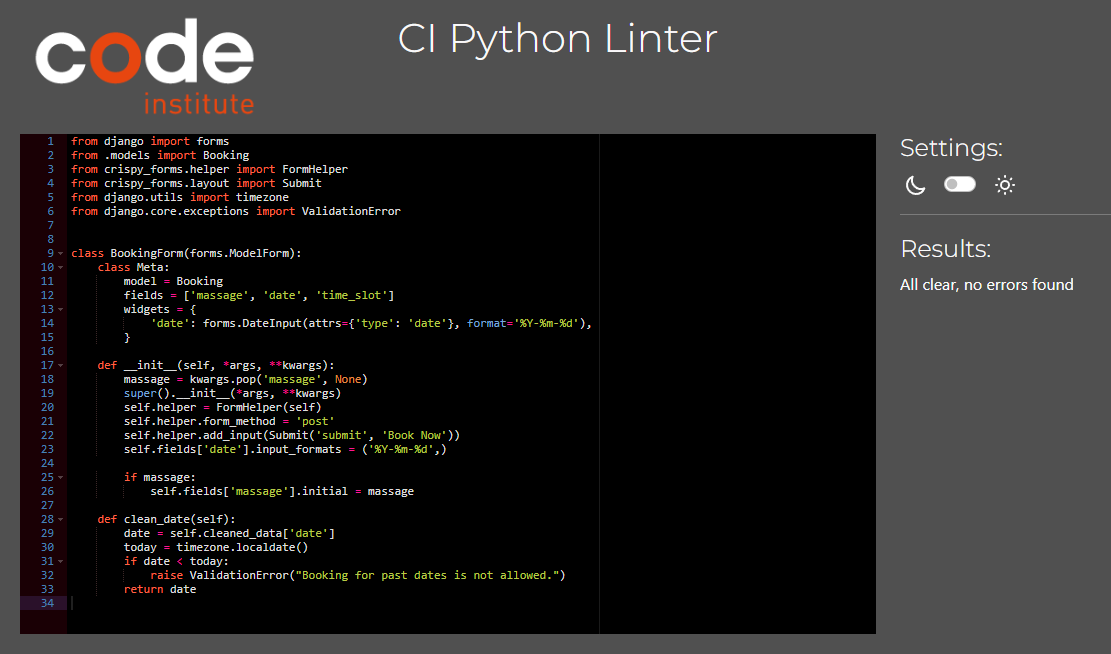 code
institute
CI Python Linter
1 from django import forms
2 from .models import Booking
3 from crispy_forms.helper import FormHelper
4 from crispy_forms.layout import Submit
5 from django.utils import timezone
6 from django.core.exceptions import ValidationError
7
8
9 class BookingForm(forms.ModelForm):
10     class Meta:
11         model = Booking
12         fields = ['massage', 'date', 'time_slot']
13         widgets = {
14             'date': forms.DateInput(attrs={'type': 'date'}, format='%Y-%m-%d'),
15         }
16
17     def __init__(self, *args, **kwargs):
18         massage = kwargs.pop('massage', None)
19         super().__init__(*args, **kwargs)
20         self.helper = FormHelper(self)
21         self.helper.form_method = 'post'
22         self.helper.add_input(Submit('submit', 'Book Now'))
23         self.fields['date'].input_formats = ('%Y-%m-%d',)
24
25         if massage:
26             self.fields['massage'].initial = massage
27
28     def clean_date(self):
29         date = self.cleaned_data['date']
30         today = timezone.localdate()
31         if date < today:
32             raise ValidationError("Booking for past dates is not allowed.")
33         return date
34
Settings:
Results:
All clear, no errors found